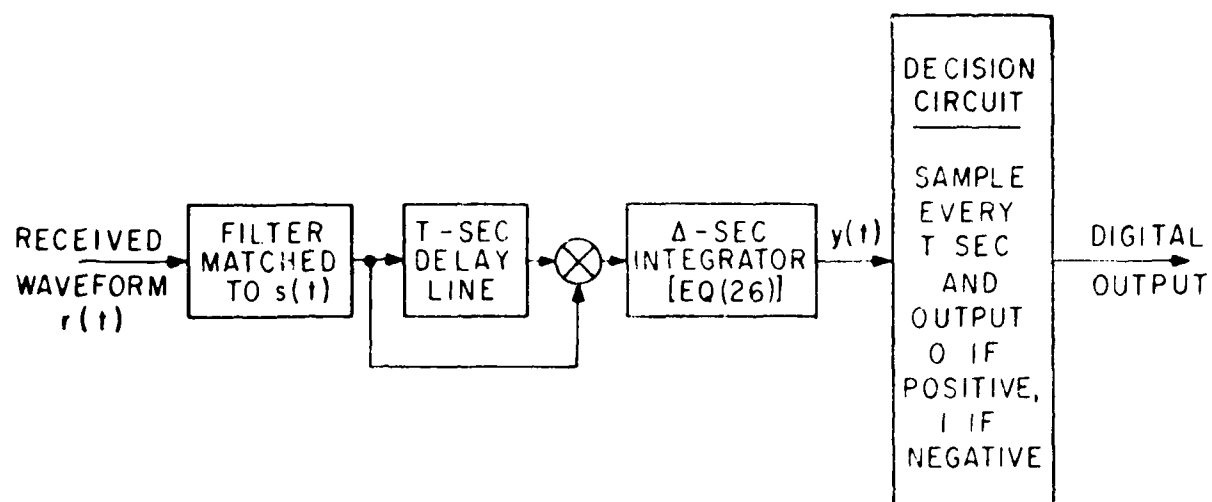 RECEIVED
WAVEFORM
r(t)
FILTER
MATCHED
TO s(t)
T-SEC
DELAY
LINE
Δ-SEC
INTEGRATOR
[EQ(26)]
y(t)
DECISION
CIRCUIT
SAMPLE
EVERY
T SEC
AND
OUTPUT
0 IF
POSITIVE,
1 IF
NEGATIVE
DIGITAL
OUTPUT